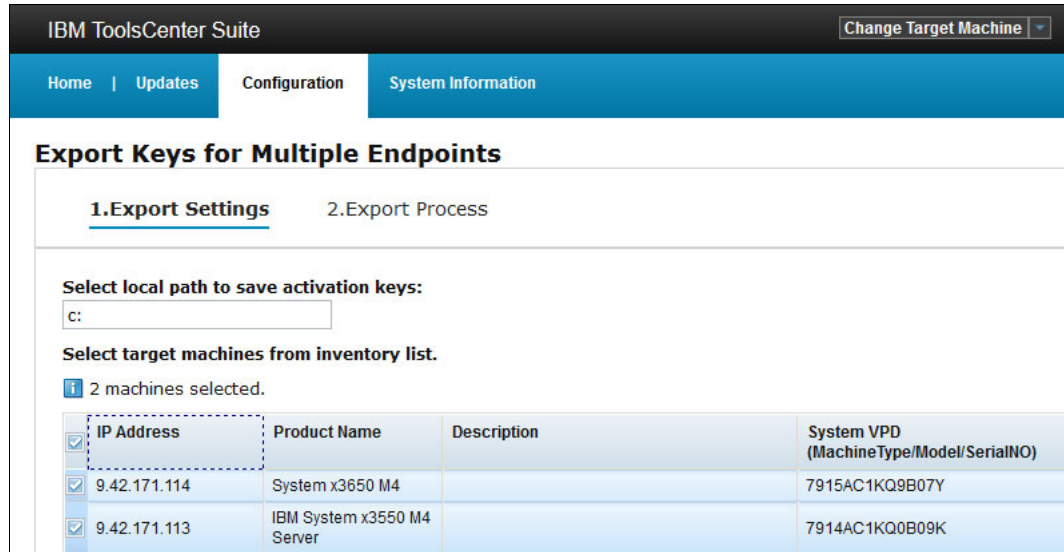 IBM ToolsCenter Suite
Change Target Machine
Home | Updates Configuration System Information
Export Keys for Multiple Endpoints
1.Export Settings 2.Export Process
Select local path to save activation keys:
c:
Select target machines from inventory list.
i 2 machines selected.
IP Address Product Name Description System VPD
(MachineType/Model/SerialNO)
9.42.171.114 System x3650 M4 7915AC1KQ9B07Y
9.42.171.113 IBM System x3550 M4 Server 7914AC1KQ0B09K